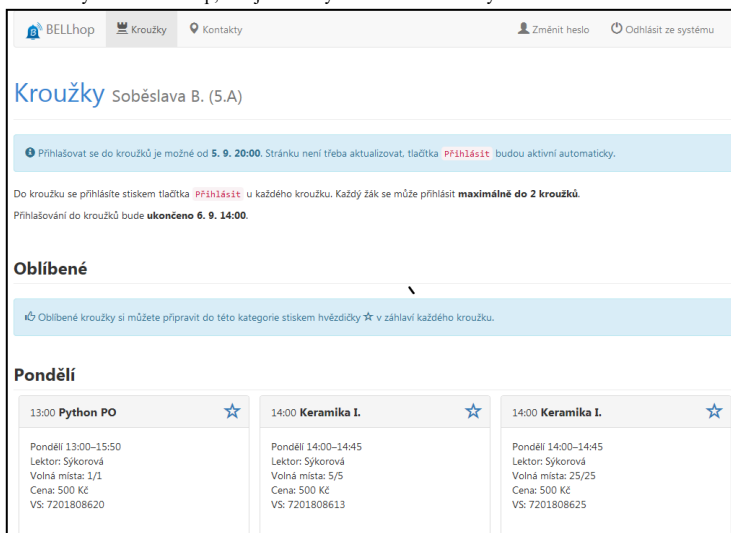 BELLhop Kroužky Kontakty Změnit heslo Odhlásit ze systému
Kroužky Soběslava B. (5.A)
Přihlašovat se do kroužků je možné od 5. 9. 20:00. Stránku není třeba aktualizovat, tlačítka Přihlásit budou aktivní automaticky.
Do kroužku se přihlásíte stiskem tlačítka Přihlásit u každého kroužku. Každý žák se může přihlásit maximálně do 2 kroužků.
Přihlašování do kroužků bude ukončeno 6. 9. 14:00.
Oblíbené
Oblíbené kroužky si můžete připravit do této kategorie stiskem hvězdičky ☆ v záhlaví každého kroužku.
Pondělí
13:00 Python PO
Pondělí 13:00–15:50
Lektor: Sýkorová
Volná místa: 1/1
Cena: 500 Kč
VS: 7201808620
14:00 Keramika I.
Pondělí 14:00–14:45
Lektor: Sýkorová
Volná místa: 5/5
Cena: 500 Kč
VS: 7201808613
14:00 Keramika I.
Pondělí 14:00–14:45
Lektor: Sýkorová
Volná místa: 25/25
Cena: 500 Kč
VS: 7201808625